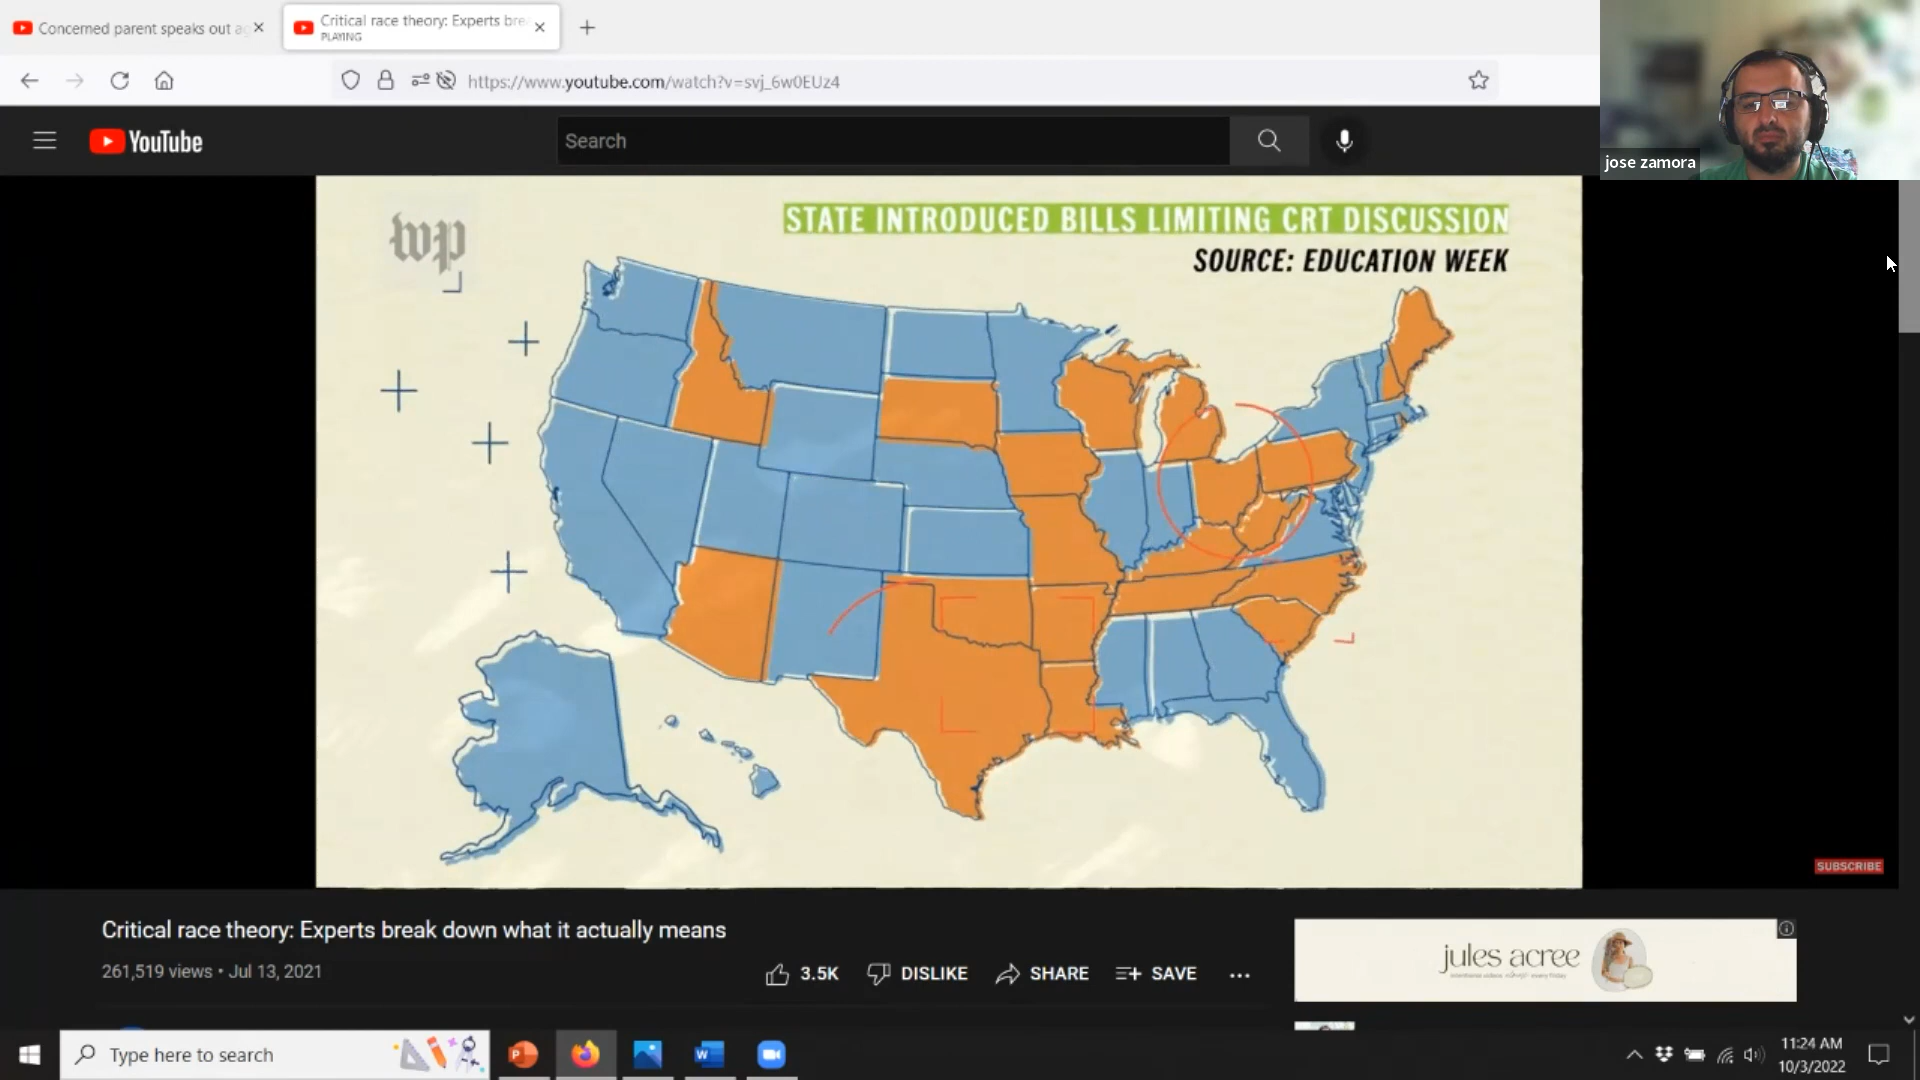 Concerned parent speaks out ag
Critical race theory: Experts bre
PLAYING
https://www.youtube.com/watch?v=svj_6w0EUz4
jose zamora
YouTube
Search
wp
STATE INTRODUCED BILLS LIMITING CRT DISCUSSION
SOURCE: EDUCATION WEEK
SUBSCRIBE
Critical race theory: Experts break down what it actually means
261,519 views • Jul 13, 2021
3.5K
DISLIKE
SHARE
SAVE
jules acree
Type here to search
11:24 AM
10/3/2022